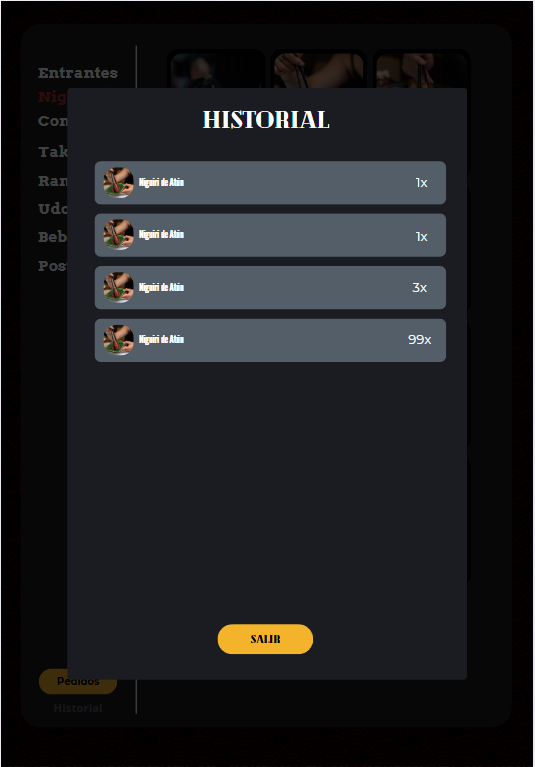 Entrantes
Nig
HISTORIAL
Con
Tak
Niguiri de Atún 1x
Ran
Udo
Niguiri de Atún 1x
Beb
Pos
Niguiri de Atún 3x
Niguiri de Atún 99x
SALIR
Pedidos
Historial